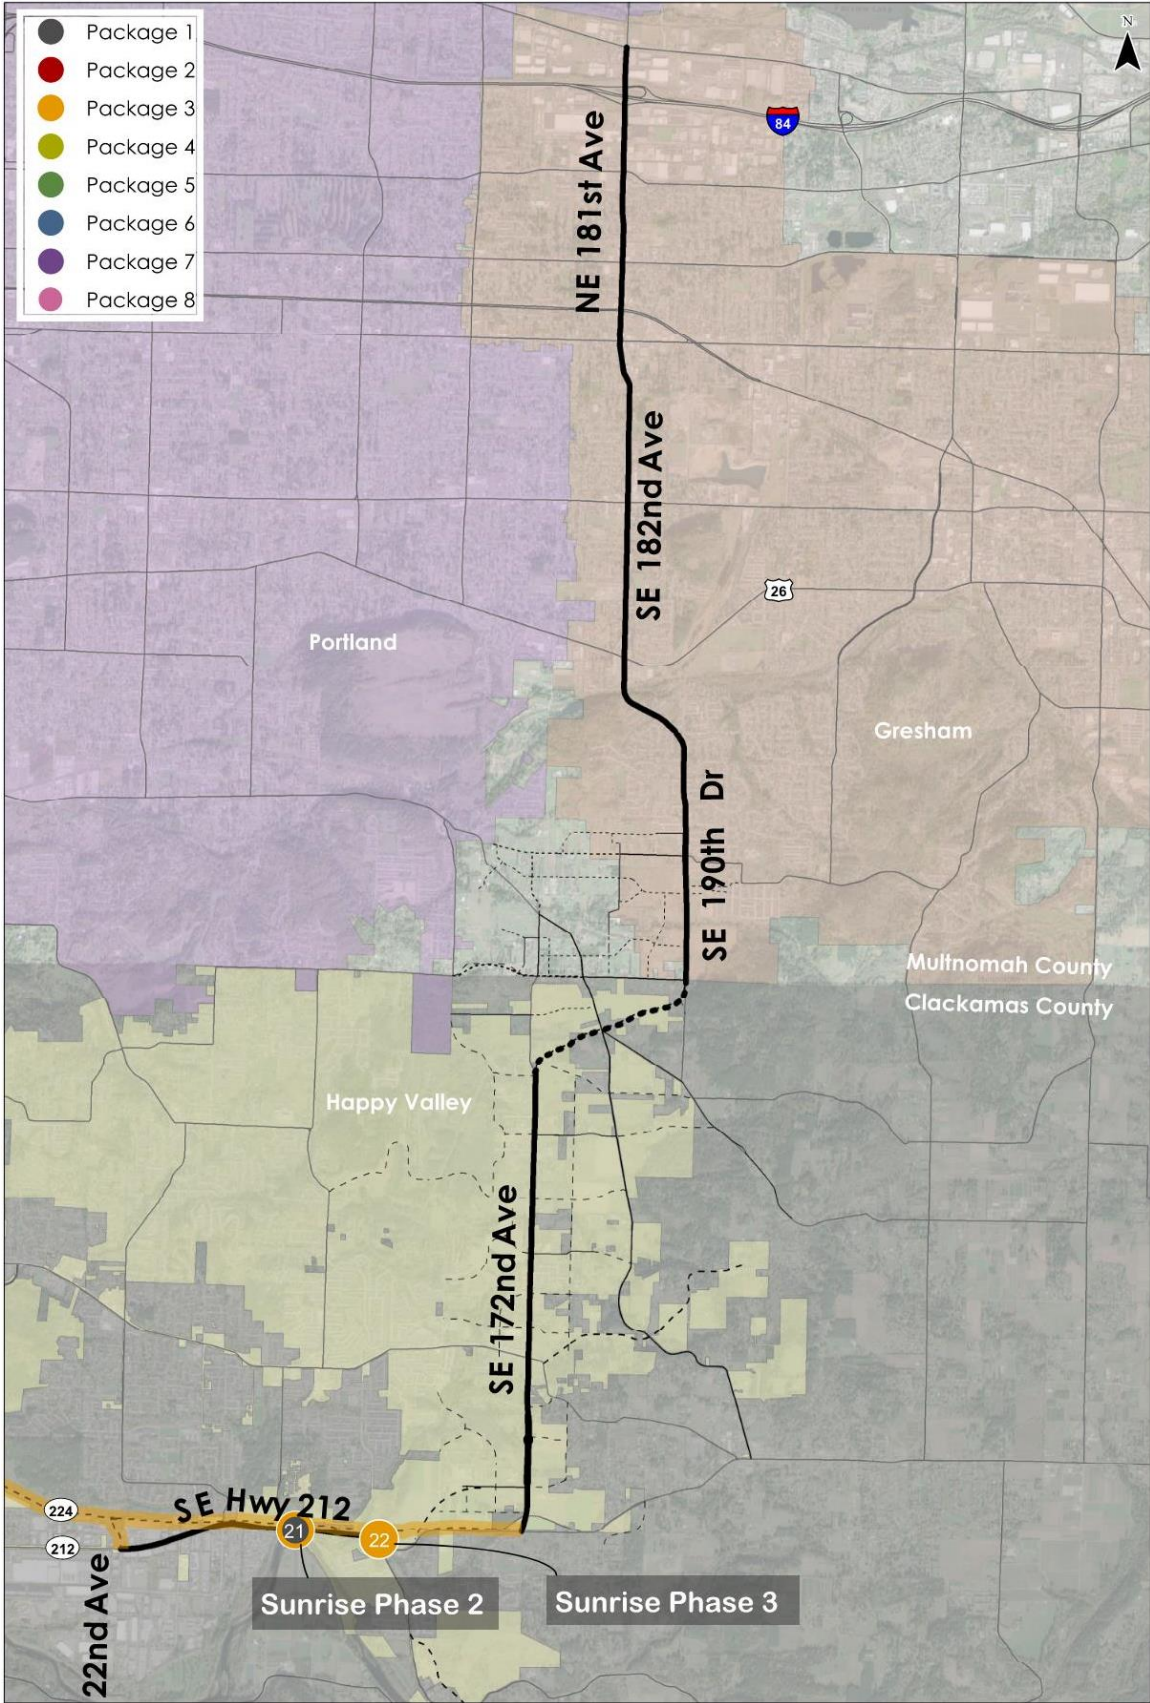 Package 1
Package 2
Package 3
Package 4
Package 5
Package 6
Package 7
Package 8
N
84
NE 181st Ave
SE 182nd Ave
26
Portland
Gresham
SE 190th Dr
Multnomah County
Clackamas County
Happy Valley
SE 172nd Ave
SE Hwy 212
224
21
22
212
22nd Ave
Sunrise Phase 2
Sunrise Phase 3